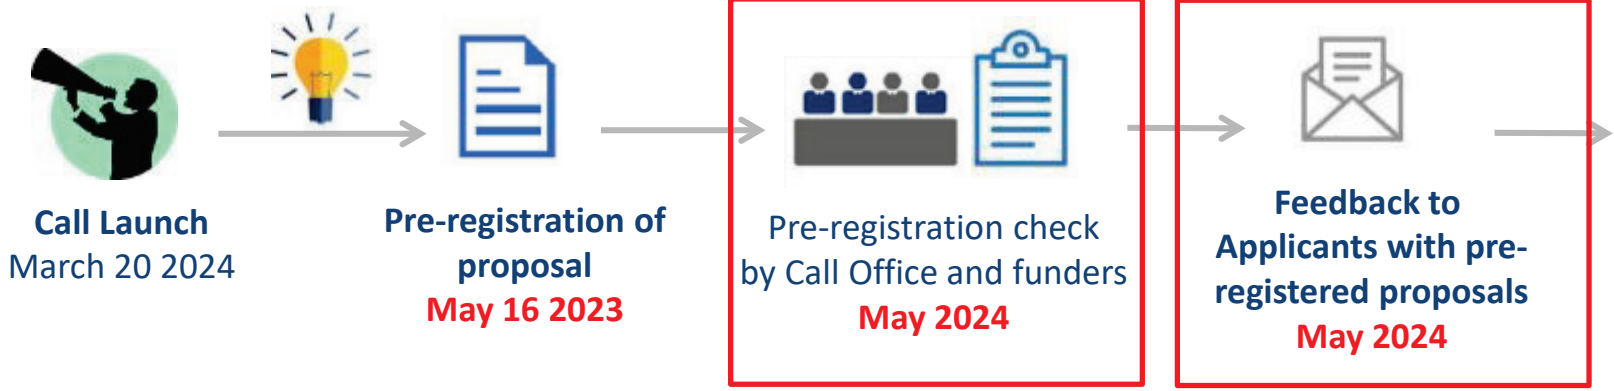 Call Launch
March 20 2024
Pre-registration of
proposal
May 16 2023
Pre-registration check
by Call Office and funders
May 2024
Feedback to
Applicants with pre-
registered proposals
May 2024